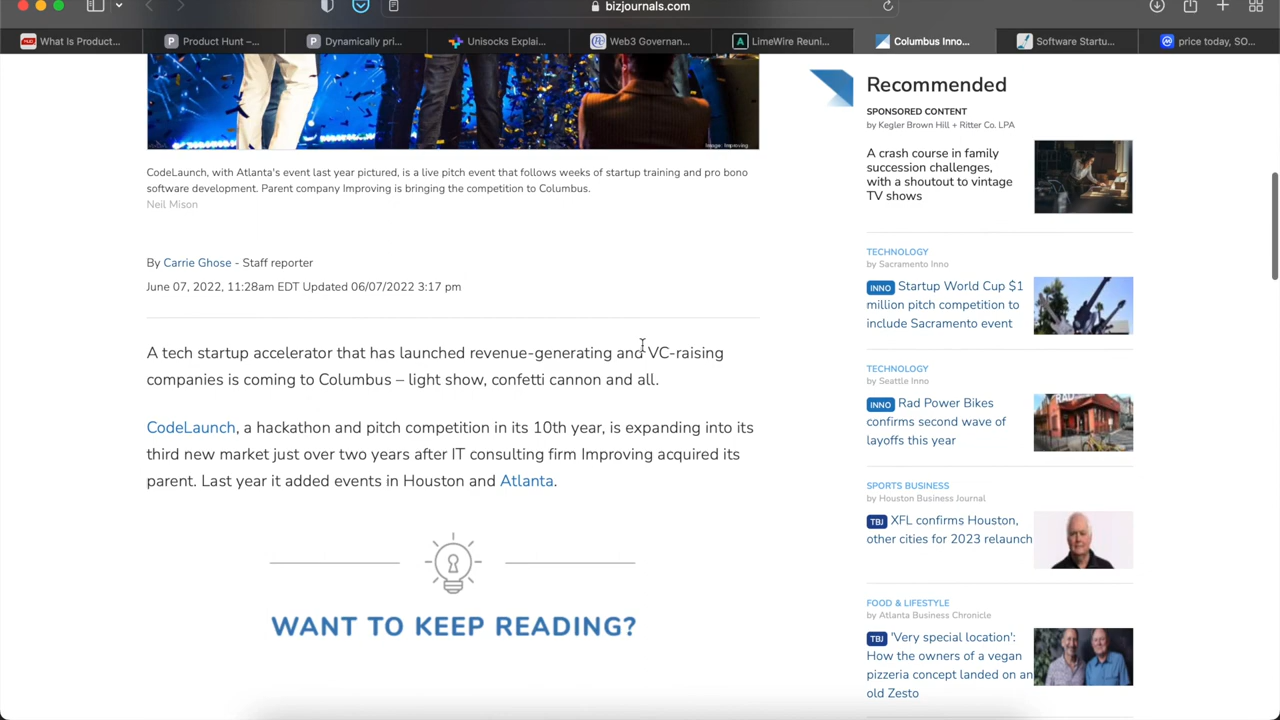 bizjournals.com
What Is Product...
Product Hunt –...
Dynamically pri...
Unisocks Explai...
Web3 Governan...
LimeWire Reuni...
Columbus Inno...
Software Startu...
price today, SO...
Image: Improving
CodeLaunch, with Atlanta's event last year pictured, is a live pitch event that follows weeks of startup training and pro bono
software development. Parent company Improving is bringing the competition to Columbus.
Neil Mison
By Carrie Ghose - Staff reporter
June 07, 2022, 11:28am EDT Updated 06/07/2022 3:17 pm
A tech startup accelerator that has launched revenue-generating and VC-raising
companies is coming to Columbus – light show, confetti cannon and all.
CodeLaunch, a hackathon and pitch competition in its 10th year, is expanding into its
third new market just over two years after IT consulting firm Improving acquired its
parent. Last year it added events in Houston and Atlanta.
WANT TO KEEP READING?
Recommended
SPONSORED CONTENT
by Kegler Brown Hill + Ritter Co. LPA
A crash course in family
succession challenges,
with a shoutout to vintage
TV shows
TECHNOLOGY
by Sacramento Inno
INNO Startup World Cup $1
million pitch competition to
include Sacramento event
TECHNOLOGY
by Seattle Inno
INNO Rad Power Bikes
confirms second wave of
layoffs this year
SPORTS BUSINESS
by Houston Business Journal
TBJ XFL confirms Houston,
other cities for 2023 relaunch
FOOD & LIFESTYLE
by Atlanta Business Chronicle
TBJ 'Very special location':
How the owners of a vegan
pizzeria concept landed on an
old Zesto